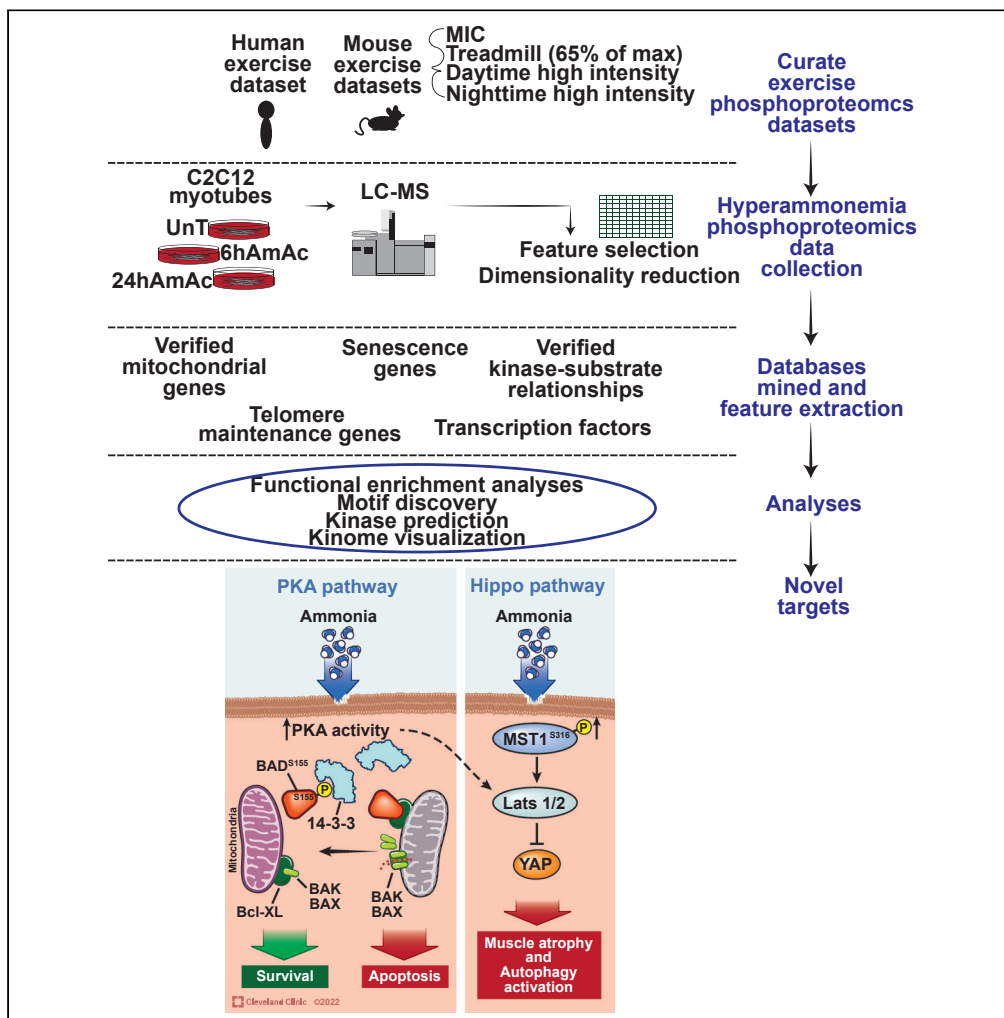 Human
exercise
dataset
Mouse
exercise
datasets
MIC
Treadmill (65% of max)
Daytime high intensity
Nighttime high intensity
Curate
exercise
phosphoproteomcs
datasets
C2C12
myotubes
UnT
6hAmAc
24hAmAc
LC-MS
Feature selection
Dimensionality reduction
Hyperammonemia
phosphoproteomics
data
collection
Verified
mitochondrial
genes
Senescence
genes
Verified
kinase-substrate
relationships
Telomere
maintenance genes
Transcription factors
Databases
mined and
feature extraction
Functional enrichment analyses
Motif discovery
Kinase prediction
Kinome visualization
Analyses
Novel
targets
PKA pathway
Ammonia
↑PKA activity
BAD^S155
S155
P
14-3-3
Mitochondria
BAK
BAX
Bcl-XL
BAK
BAX
Survival
Apoptosis
Cleveland Clinic ©2022
Hippo pathway
Ammonia
MST1^S316
P
↑
Lats 1/2
YAP
Muscle atrophy
and
Autophagy
activation